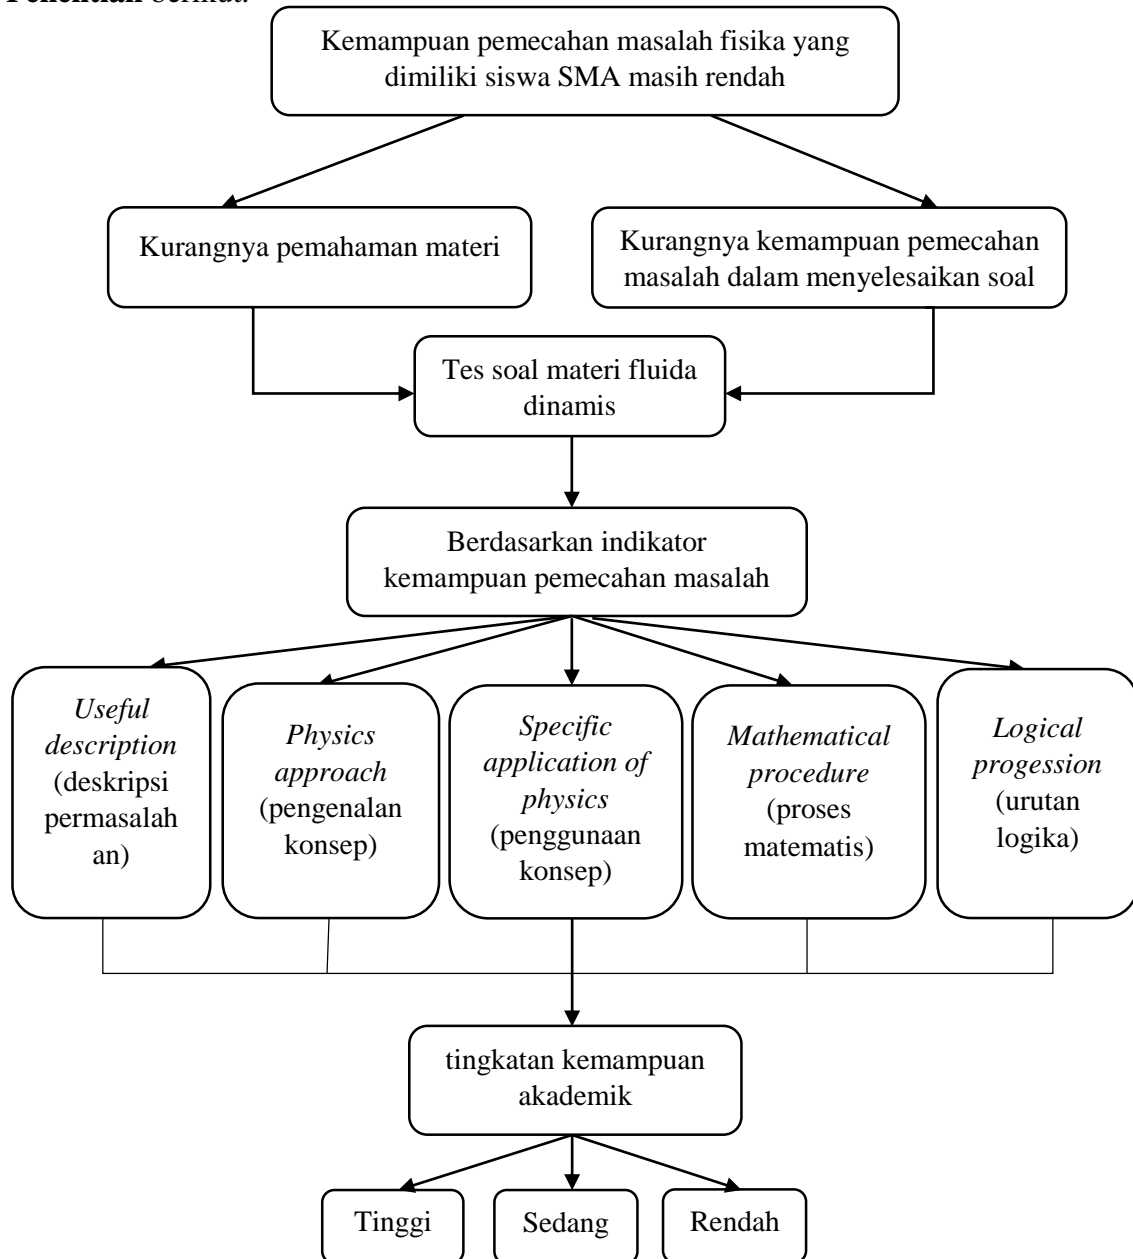 Penelitian berikut.
Kemampuan pemecahan masalah fisika yang
dimiliki siswa SMA masih rendah
Kurangnya pemahaman materi
Kurangnya kemampuan pemecahan
masalah dalam menyelesaikan soal
Tes soal materi fluida
dinamis
Berdasarkan indikator
kemampuan pemecahan masalah
Useful
description
(deskripsi
permasalah
an)
Physics
approach
(pengenalan
konsep)
Specific
application of
physics
(penggunaan
konsep)
Mathematical
procedure
(proses
matematis)
Logical
progession
(urutan
logika)
tingkatan kemampuan
akademik
Tinggi
Sedang
Rendah